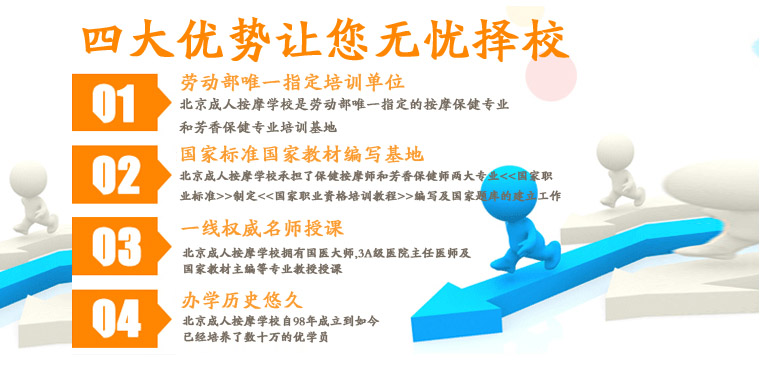 四大优势让您无忧择校
01
劳动部唯一指定培训单位
北京成人按摩学校是劳动部唯一指定的按摩保健专业
和芳香保健专业培训基地
02
国家标准国家教材编写基地
北京成人按摩学校承担了保健按摩师和芳香保健师两大专业<<国家职
业标准>>制定<<国家职业资格培训教程>>编写及国家题库的建立工作
03
一线权威名师授课
北京成人按摩学校拥有国医大师,3A级医院主任医师及
国家教材主编等专业教授授课
04
办学历史悠久
北京成人按摩学校自98年成立到如今
已经培养了数十万的优学员